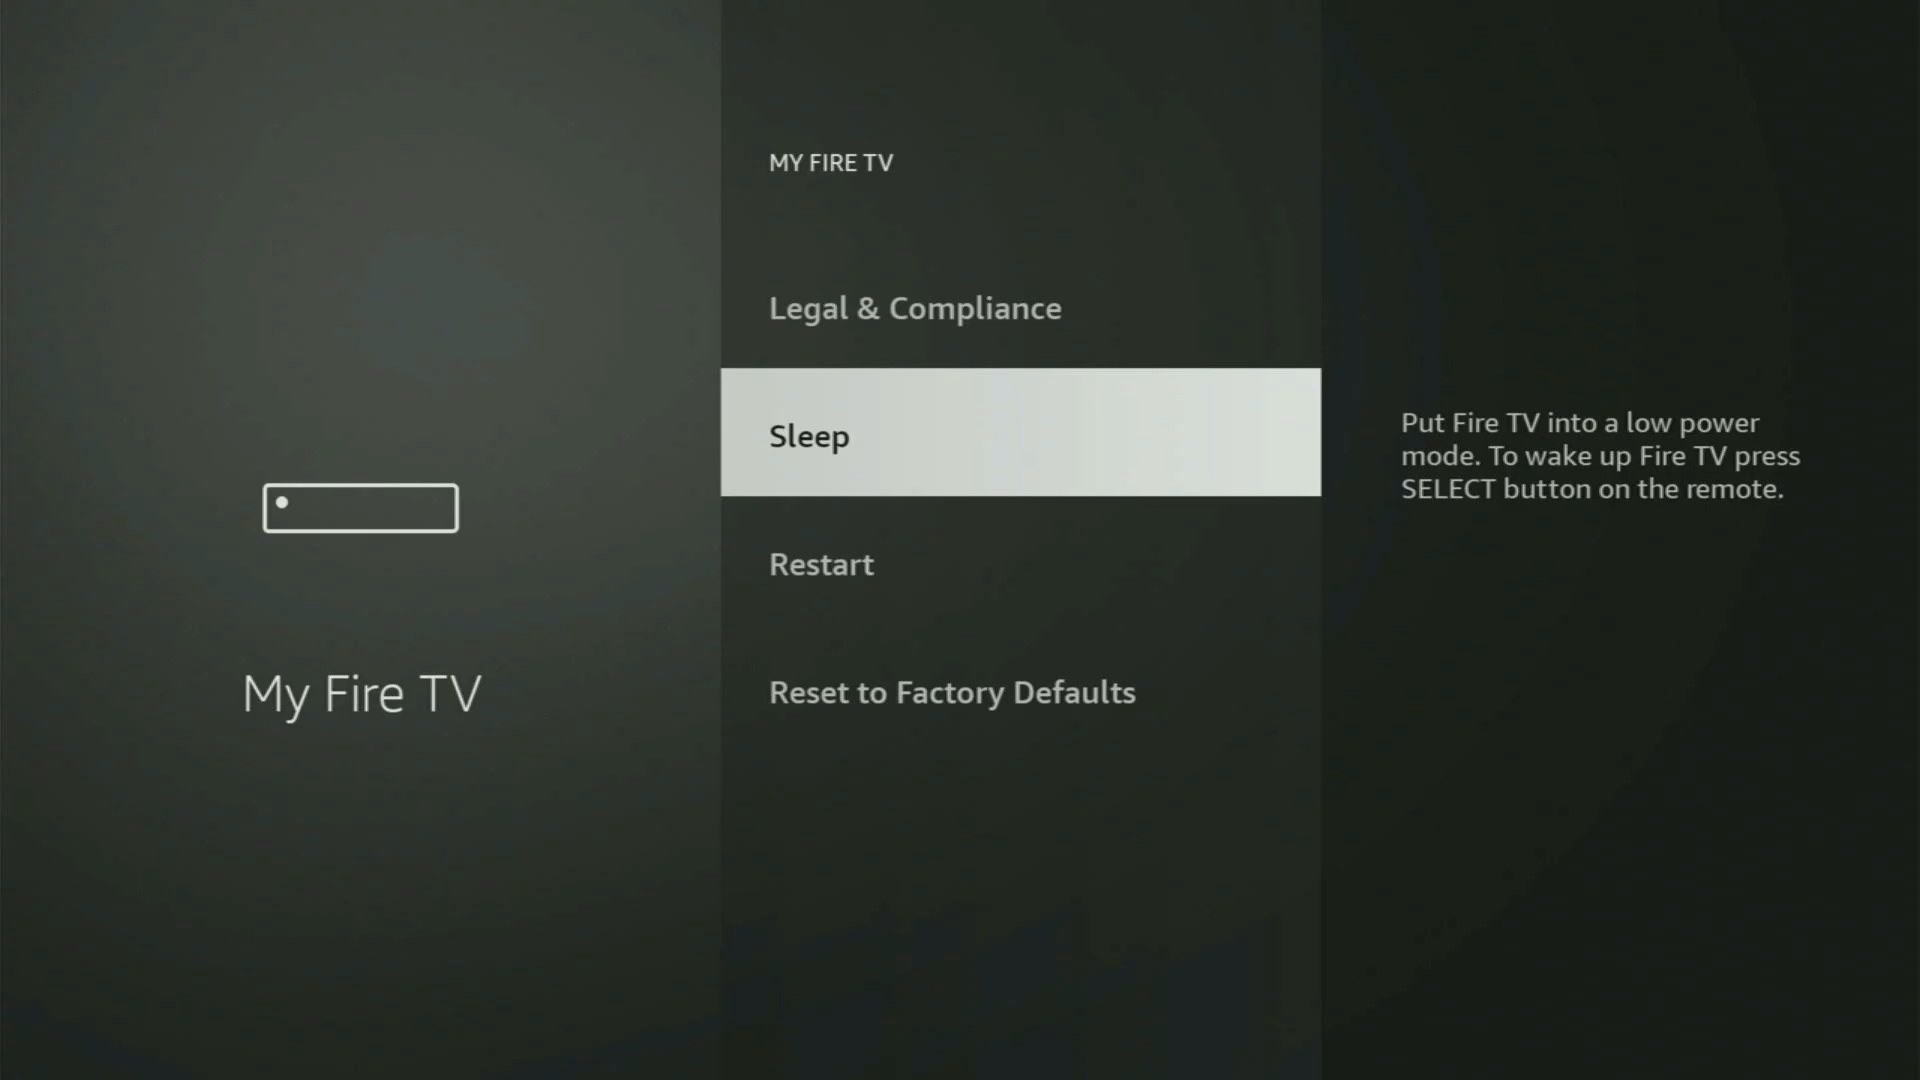 My Fire TV
MY FIRE TV
Legal & Compliance
Sleep
Restart
Reset to Factory Defaults
Put Fire TV into a low power
mode. To wake up Fire TV press
SELECT button on the remote.